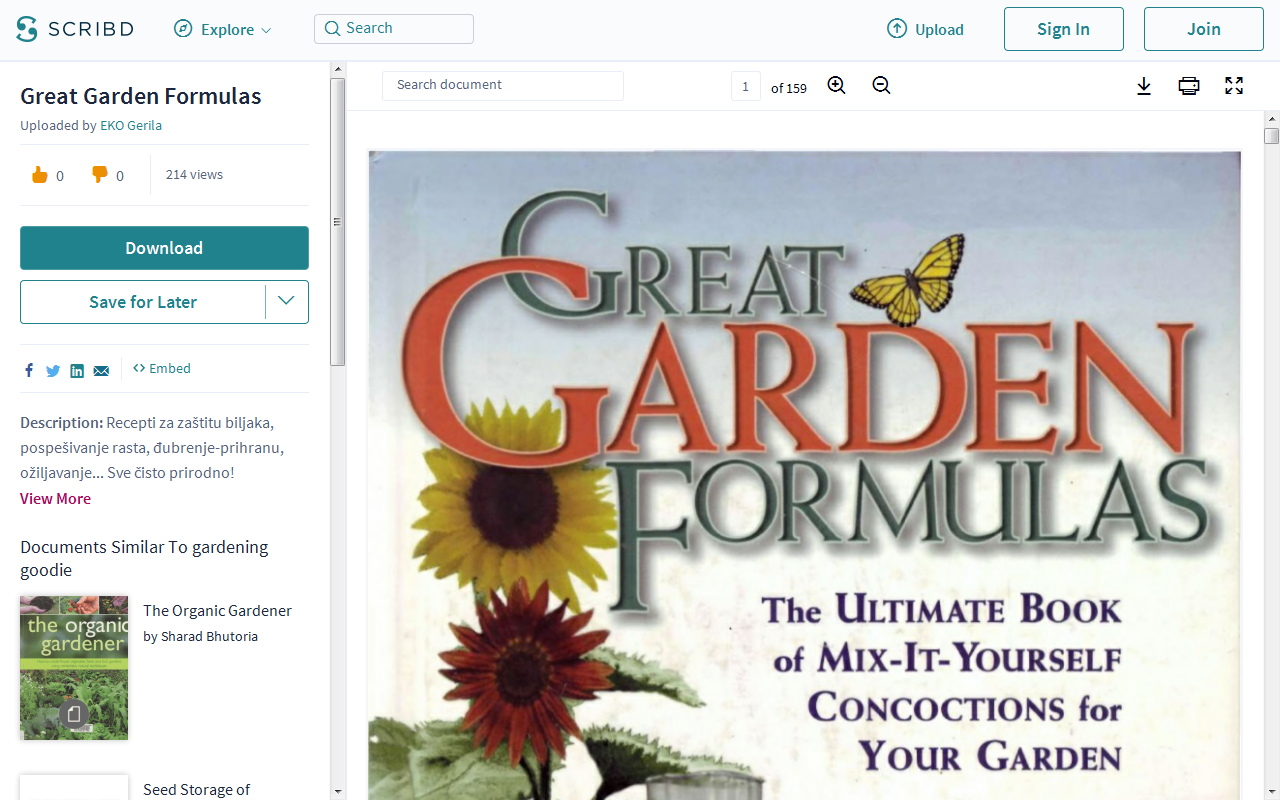 SCRIBD
Explore
Search
Upload
Sign In
Join
Great Garden Formulas
Uploaded by EKO Gerila
0
0
214 views
Download
Save for Later
Embed
Description: Recepti za zaštitu biljaka,
pospešivanje rasta, đubrenje-prihranu,
ožiljavanje... Sve čisto prirodno!
View More
Documents Similar To gardening
goodie
the organic
gardener
The Organic Gardener
by Sharad Bhutoria
Seed Storage of
Search document
1
of 159
GREAT
GARDEN
FORMULAS
The ULTIMATE BOOK
of MIX-IT-YOURSELF
CONCOCTIONS for
YOUR GARDEN